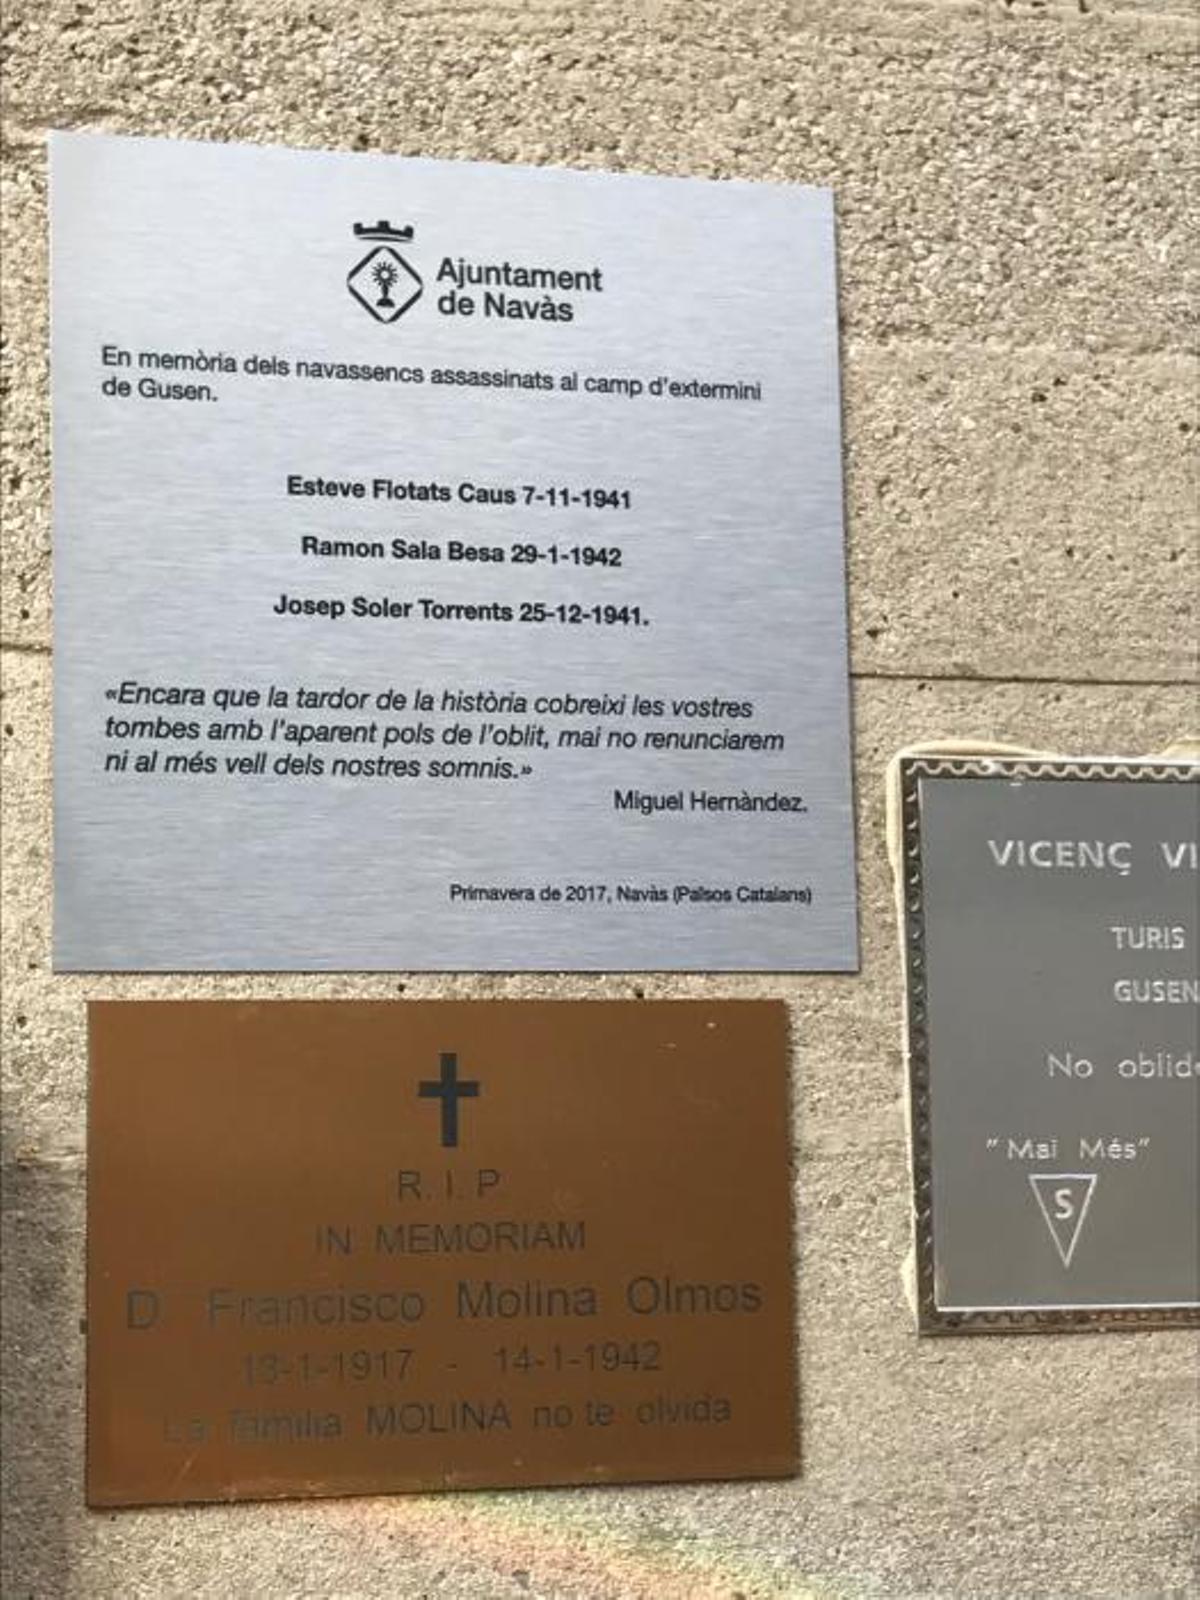 Ajuntament
de Navàs
En memòria dels navassencs assassinats al camp d'extermini
de Gusen.
Esteve Flotats Caus 7-11-1941
Ramon Sala Besa 29-1-1942
Josep Soler Torrents 25-12-1941.
«Encara que la tardor de la història cobreixi les vostres
tombes amb l'aparent pols de l'oblit, mai no renunciarem
ni al més vell dels nostres somnis.»
Miguel Hernàndez.
Primavera de 2017, Navàs (Països Catalans)
R. I. P
IN MEMORIAM
D. Francisco Molina Olmos
13-1-1917 - 14-1-1942
La familia MOLINA no te olvida
VICENÇ VI
TURIS
GUSEN
No oblid
"Mai Més"
S